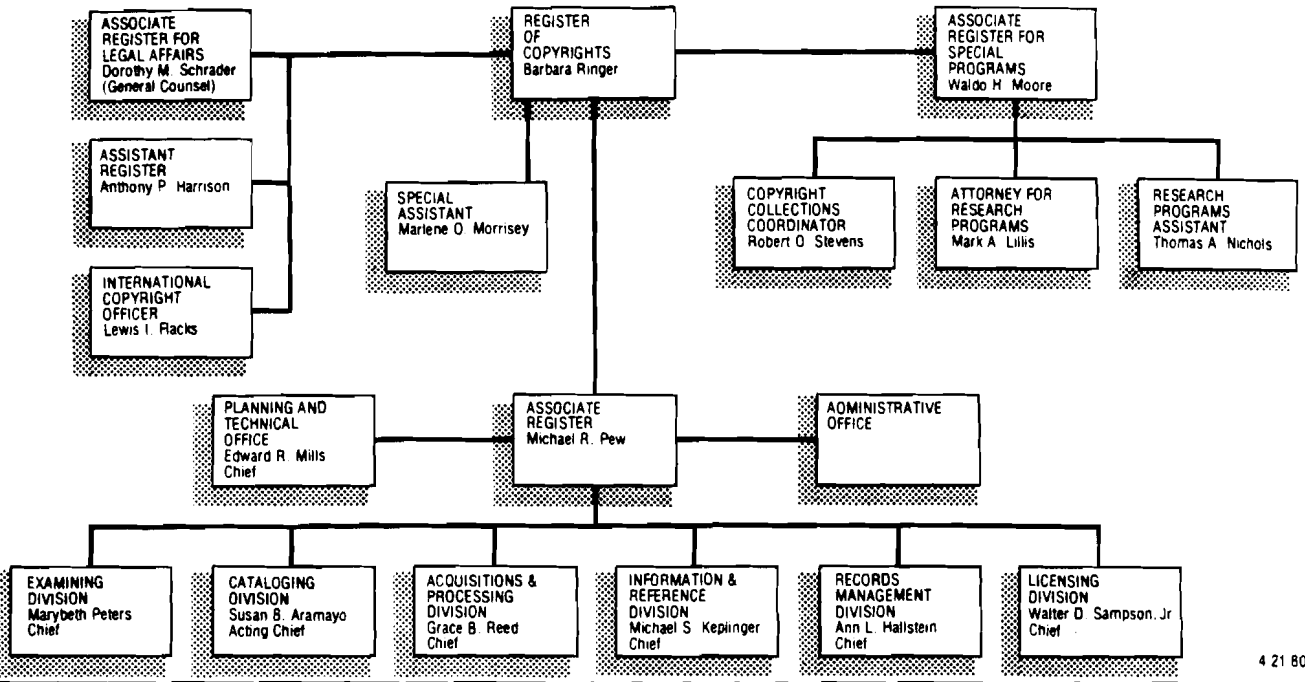 ASSOCIATE
REGISTER FOR
LEGAL AFFAIRS
Dorothy M. Schrader
(General Counsel)
REGISTER
OF
COPYRIGHTS
Barbara Ringer
ASSOCIATE
REGISTER FOR
SPECIAL
PROGRAMS
Waldo H. Moore
ASSISTANT
REGISTER
Anthony P. Harrison
SPECIAL
ASSISTANT
Marlene O. Morrisey
COPYRIGHT
COLLECTIONS
COORDINATOR
Robert O. Stevens
ATTORNEY FOR
RESEARCH
PROGRAMS
Mark A. Lillis
RESEARCH
PROGRAMS
ASSISTANT
Thomas A. Nichols
INTERNATIONAL
COPYRIGHT
OFFICER
Lewis I. Flacks
PLANNING AND
TECHNICAL
OFFICE
Edward R. Mills
Chief
ASSOCIATE
REGISTER
Michael R. Pew
ADMINISTRATIVE
OFFICE
EXAMINING
DIVISION
Marybeth Peters
Chief
CATALOGING
DIVISION
Susan B. Aramayo
Acting Chief
ACQUISITIONS &
PROCESSING
DIVISION
Grace B. Reed
Chief
INFORMATION &
REFERENCE
DIVISION
Michael S. Keplinger
Chief
RECORDS
MANAGEMENT
DIVISION
Ann L. Hallstein
Chief
LICENSING
DIVISION
Walter D. Sampson, Jr.
Chief
4 21 80